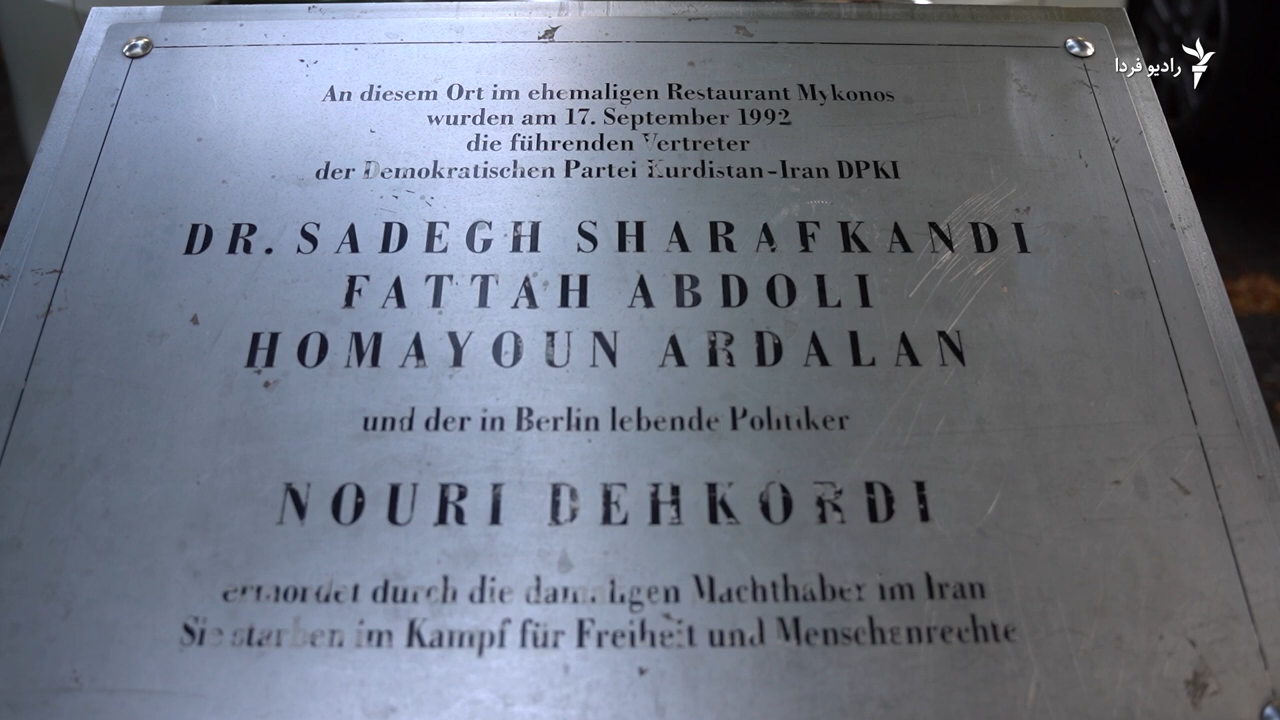 رادیو فردا
An diesem Ort im ehemaligen Restaurant Mykonos
wurden am 17. September 1992
die führenden Vertreter
der Demokratischen Partei Kurdistan-Iran DPKI
DR. SADEGH SHARAFKANDI
FATTAH ABDOLI
HOMAYOUN ARDALAN
und der in Berlin lebende Politiker
NOURI DEHKORDI
ermordet durch die damaligen Machthaber im Iran
Sie starben im Kampf für Freiheit und Menschenrechte